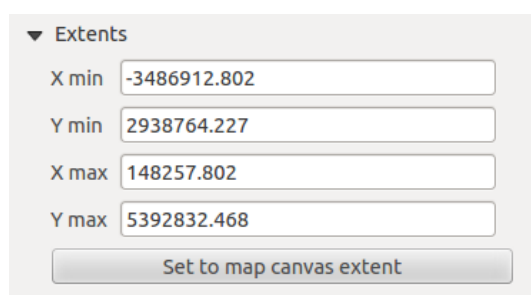 Extents
X min -3486912.802
Y min 2938764.227
X max 148257.802
Y max 5392832.468
Set to map canvas extent